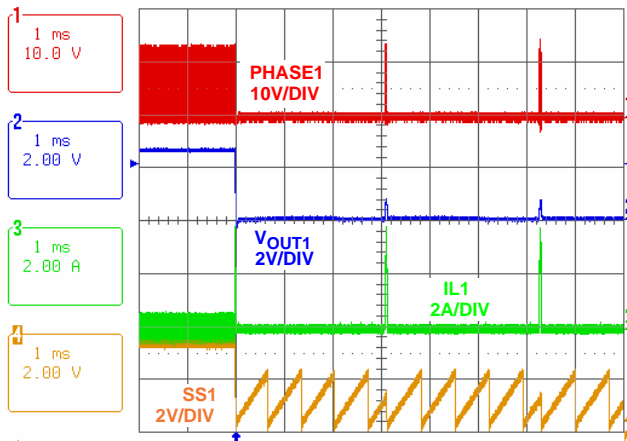 1
1 ms
10.0 V
2
1 ms
2.00 V
3
1 ms
2.00 A
4
1 ms
2.00 V
PHASE1
10V/DIV
VOUT1
2V/DIV
IL1
2A/DIV
SS1
2V/DIV